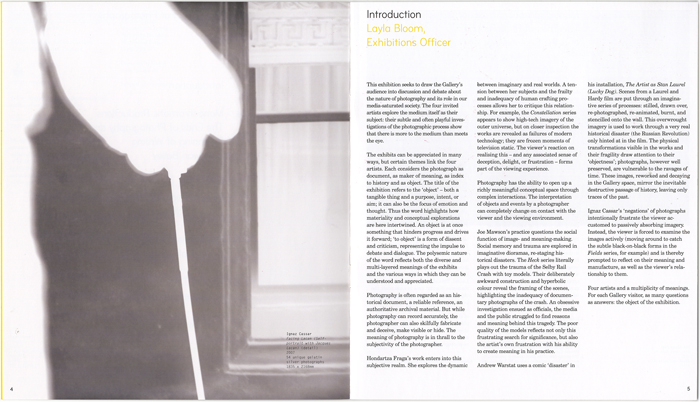 Introduction
Layla Bloom,
Exhibitions Officer
This exhibition seeks to draw the Gallery's
audience into discussion and debate about
the nature of photography and its role in our
media-saturated society. The four invited
artists explore the medium itself as their
subject: their subtle and often playful inves-
tigations of the photographic process show
that there is more to the medium than meets
the eye.
The exhibits can be appreciated in many
ways, but certain themes link the four
artists. Each considers the photograph as
document, as maker of meaning, as index
to history and as object. The title of the
exhibition refers to the 'object' – both a
tangible thing and a purpose, intent, or
aim; it can also be the focus of emotion and
thought. Thus the word highlights how
materiality and conceptual explorations
are here intertwined. An object is at once
something that hinders progress and drives
it forward; 'to object' is a form of dissent
and criticism, representing the impulse to
debate and dialogue. The polysemic nature
of the word reflects both the diverse and
multi-layered meanings of the exhibits
and the various ways in which they can be
understood and appreciated.
Photography is often regarded as an his-
torical document, a reliable reference, an
authoritative archival material. But while
photography can record accurately, the
photographer can also skilfully fabricate
and deceive, make visible or hide. The
meaning of photography is in thrall to the
subjectivity of the photographer.
Hondartza Fraga's work enters into this
subjective realm. She explores the dynamic
between imaginary and real worlds. A ten-
sion between her subjects and the frailty
and inadequacy of human crafting pro-
cesses allows her to critique this relation-
ship. For example, the Constellation series
appears to show high-tech imagery of the
outer universe, but on closer inspection the
works are revealed as failures of modern
technology; they are frozen moments of
television static. The viewer's reaction on
realising this – and any associated sense of
deception, delight, or frustration – forms
part of the viewing experience.
Photography has the ability to open up a
richly meaningful conceptual space through
complex interactions. The interpretation
of objects and events by a photographer
can completely change on contact with the
viewer and the viewing environment.
Joe Mawson's practice questions the social
function of image- and meaning-making.
Social memory and trauma are explored in
imaginative dioramas, re-staging his-
torical disasters. The Heck series literally
plays out the trauma of the Selby Rail
Crash with toy models. Their deliberately
awkward construction and hyperbolic
colour reveal the framing of the scenes,
highlighting the inadequacy of documen-
tary photographs of the crash. An obsessive
investigation ensued as officials, the media
and the public struggled to find reasons
and meaning behind this tragedy. The poor
quality of the models reflects not only this
frustrating search for significance, but also
the artist's own frustration with his ability
to create meaning in his practice.
Andrew Warstat uses a comic 'disaster' in
his installation, The Artist as Stan Laurel
(Lucky Dog). Scenes from a Laurel and
Hardy film are put through an imagina-
tive series of processes: stilled, drawn over,
re-photographed, re-animated, burnt, and
stencilled onto the wall. This overwrought
imagery is used to work through a very real
historical disaster (the Russian Revolution)
only hinted at in the film. The physical
transformations visible in the works and
their fragility draw attention to their
'objectness'; photographs, however well
preserved, are vulnerable to the ravages of
time. These images, reworked and decaying
in the Gallery space, mirror the inevitable
destructive passage of history, leaving only
traces of the past.
Ignaz Cassar's 'negations' of photographs
intentionally frustrate the viewer ac-
customed to passively absorbing imagery.
Instead, the viewer is forced to examine the
images actively (moving around to catch
the subtle black-on-black forms in the
Fields series, for example) and is thereby
prompted to reflect on their meaning and
manufacture, as well as the viewer's rela-
tionship to them.
Four artists and a multiplicity of meanings.
For each Gallery visitor, as many questions
as answers: the object of the exhibition.
Ignaz Cassar
2007
4
5